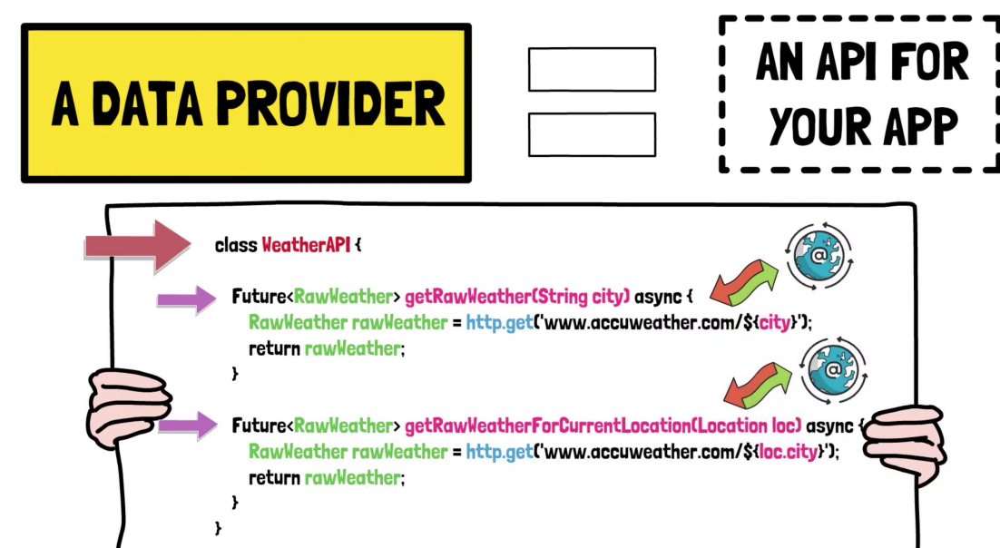 A DATA PROVIDER
AN API FOR
YOUR APP
class WeatherAPI {
Future<RawWeather> getRawWeather(String city) async {
RawWeather rawWeather = http.get('www.accuweather.com/${city}');
return rawWeather;
}
Future<RawWeather> getRawWeatherForCurrentLocation(Location loc) async {
RawWeather rawWeather = http.get('www.accuweather.com/${loc.city}');
return rawWeather;
}
}
@
@